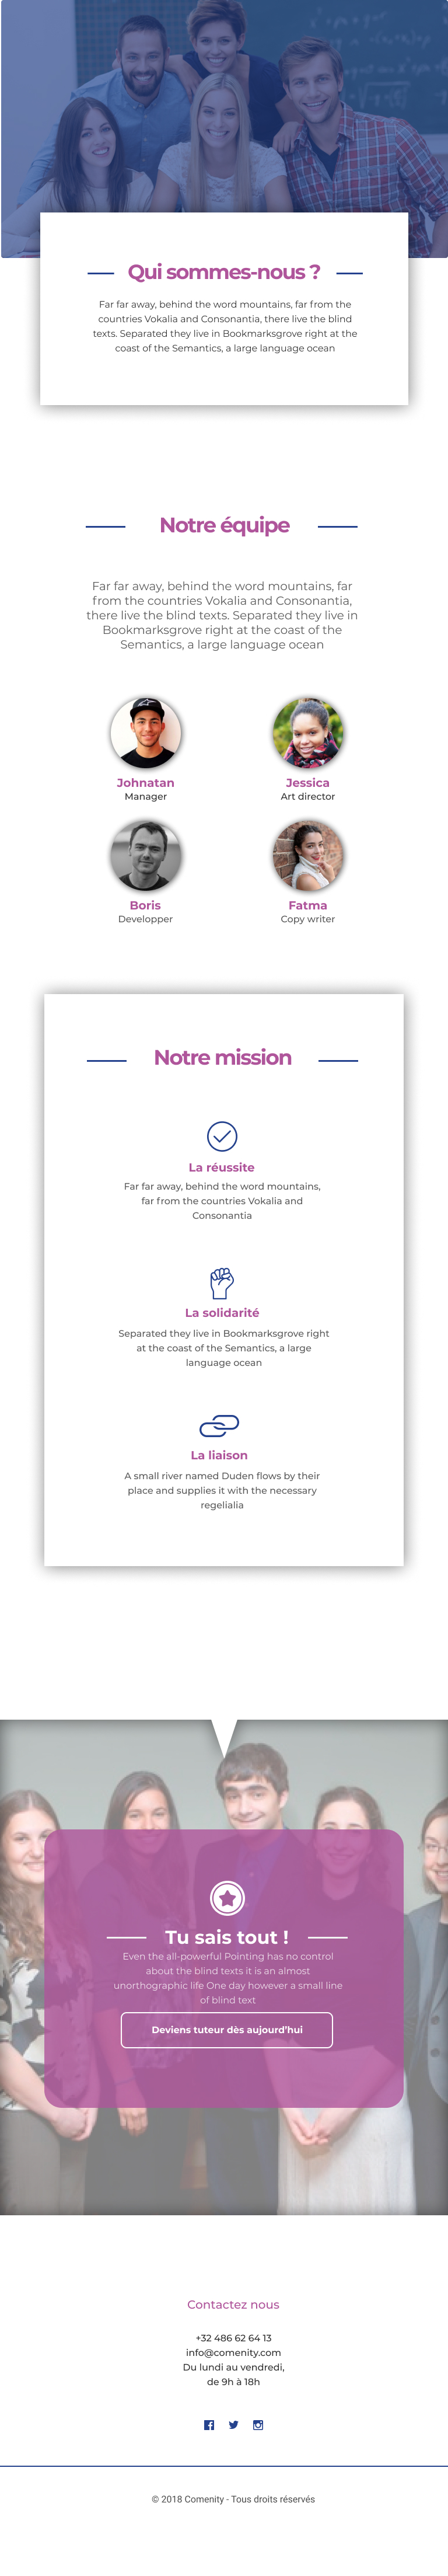 Qui sommes-nous ?
Far far away, behind the word mountains, far from the
countries Vokalia and Consonantia, there live the blind
texts. Separated they live in Bookmarksgrove right at the
coast of the Semantics, a large language ocean
Notre équipe
Far far away, behind the word mountains, far
from the countries Vokalia and Consonantia,
there live the blind texts. Separated they live in
Bookmarksgrove right at the coast of the
Semantics, a large language ocean
Johnatan
Manager
Jessica
Art director
Boris
Developper
Fatma
Copy writer
Notre mission
La réussite
Far far away, behind the word mountains,
far from the countries Vokalia and
Consonantia
La solidarité
Separated they live in Bookmarksgrove right
at the coast of the Semantics, a large
language ocean
La liaison
A small river named Duden flows by their
place and supplies it with the necessary
regelialia
Tu sais tout !
Even the all-powerful Pointing has no control
about the blind texts it is an almost
unorthographic life One day however a small line
of blind text
Deviens tuteur dès aujourd'hui
Contactez nous
+32 486 62 64 13
info@comenity.com
Du lundi au vendredi,
de 9h à 18h
© 2018 Comenity - Tous droits réservés